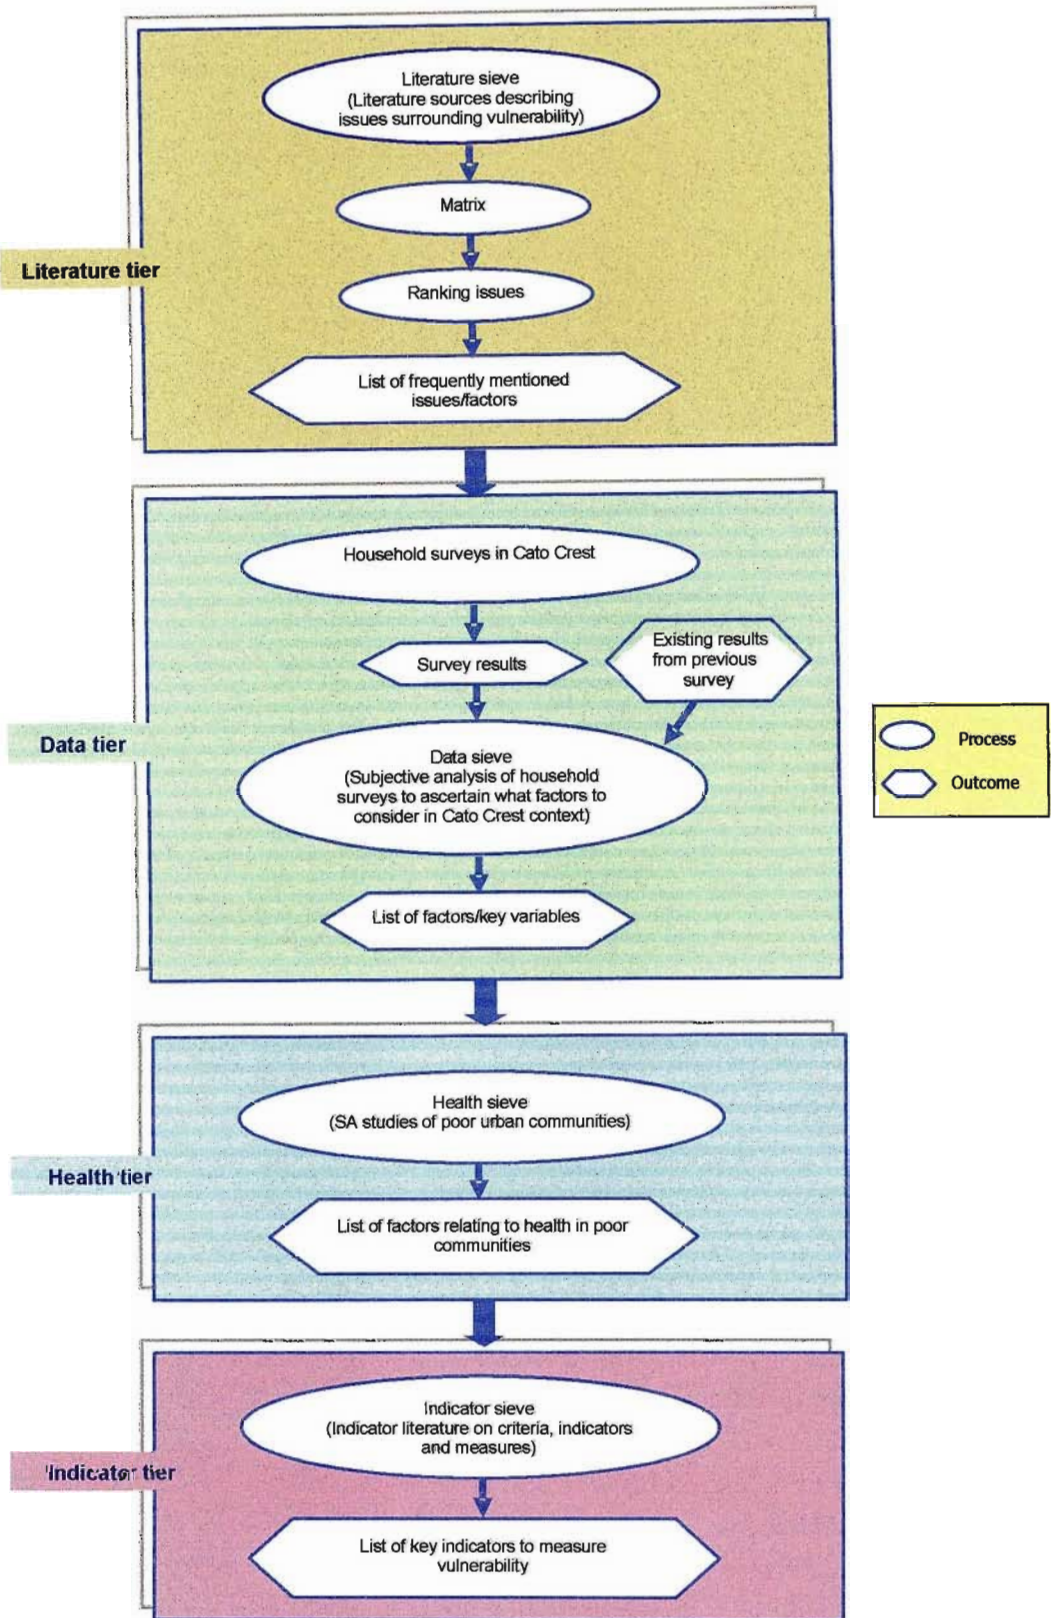 Literature sieve
(Literature sources describing
issues surrounding vulnerability)
Matrix
Literature tier
Ranking issues
List of frequently mentioned
issues/factors
Household surveys in Cato Crest
Survey results
Existing results
from previous
survey
Data tier
Data sieve
(Subjective analysis of household
surveys to ascertain what factors to
consider in Cato Crest context)
Process
Outcome
List of factors/key variables
Health sieve
(SA studies of poor urban communities)
Health tier
List of factors relating to health in poor
communities
Indicator sieve
(Indicator literature on criteria, indicators
and measures)
Indicator tier
List of key indicators to measure
vulnerability